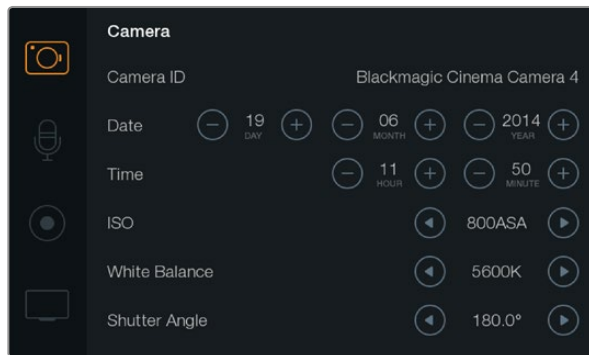 Camera
Camera ID Blackmagic Cinema Camera 4
Date 19 DAY 06 MONTH 2014 YEAR
Time 11 HOUR 50 MINUTE
ISO 800ASA
White Balance 5600K
Shutter Angle 180.0°